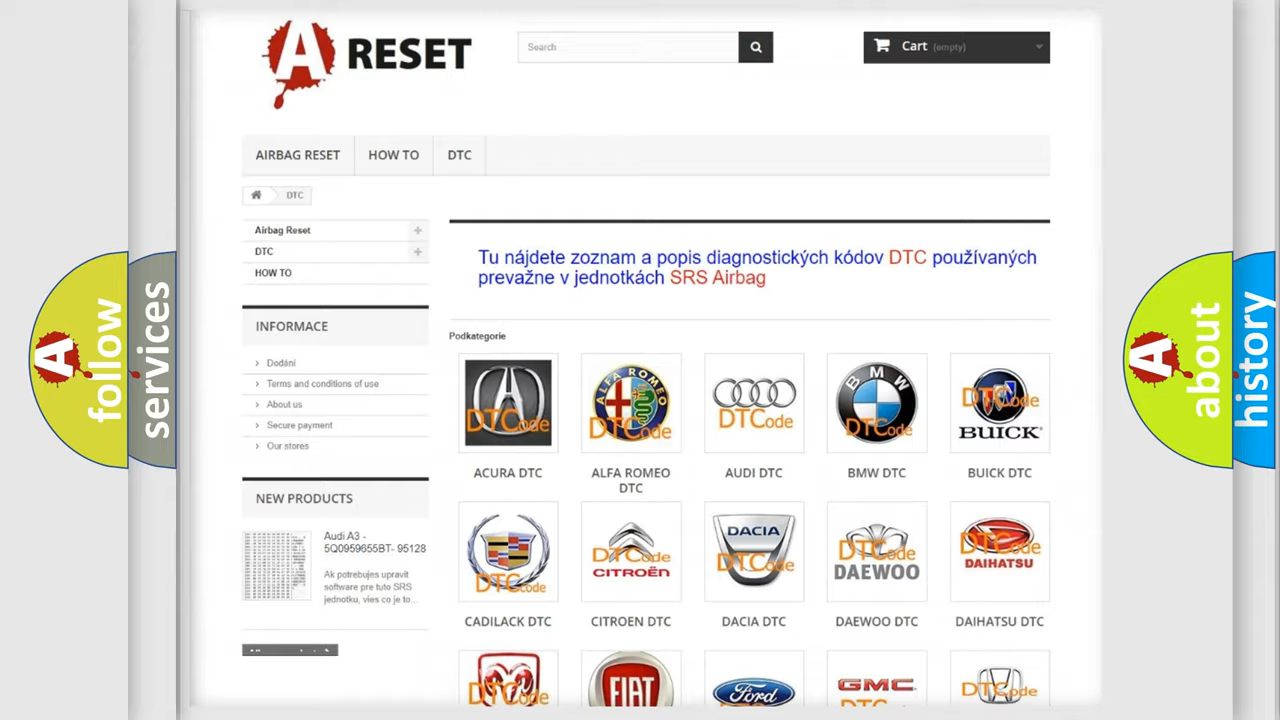 A RESET
Search
Cart (empty)
AIRBAG RESET
HOW TO
DTC
DTC
Airbag Reset
DTC
HOW TO
INFORMACE
Dodání
Terms and conditions of use
About us
Secure payment
Our stores
NEW PRODUCTS
Audi A3 -
5Q0959655BT- 95128
Ak potrebujes upravit
software pre tuto SRS
jednotku, vies co je to...
Tu nájdete zoznam a popis diagnostických kódov DTC používaných
prevažne v jednotkách SRS Airbag
Podkategorie
DTCode
ALFA ROMEO
DTCode
DTCode
BMW
DTCode
DTCode
BUICK
ACURA DTC
ALFA ROMEO
DTC
AUDI DTC
BMW DTC
BUICK DTC
DTCode
DTCode
CITROËN
DACIA
DTCode
DTCode
DAEWOO
DTCode
DAIHATSU
CADILACK DTC
CITROEN DTC
DACIA DTC
DAEWOO DTC
DAIHATSU DTC
DTCode
FIAT
Ford
GMC
DTCode
A follow
services
A about
history